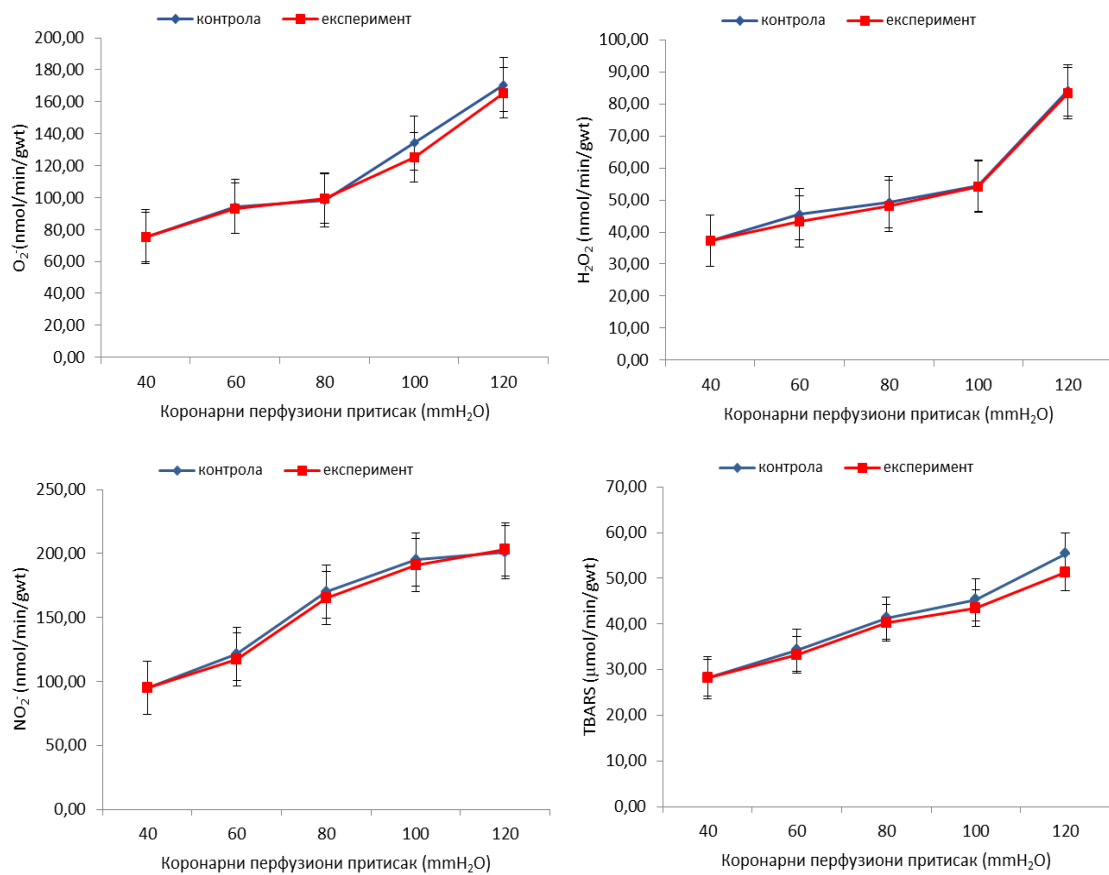 контрола експеримент
O₂⁻(nmol/min/gwt)
200,00
180,00
160,00
140,00
120,00
100,00
80,00
60,00
40,00
20,00
0,00
40 60 80 100 120
Коронарни перфузиони притисак (mmH₂O)
контрола експеримент
H₂O₂ (nmol/min/gwt)
100,00
90,00
80,00
70,00
60,00
50,00
40,00
30,00
20,00
10,00
0,00
40 60 80 100 120
Коронарни перфузиони притисак (mmH₂O)
контрола експеримент
NO₂⁻ (nmol/min/gwt)
250,00
200,00
150,00
100,00
50,00
0,00
40 60 80 100 120
Коронарни перфузиони притисак (mmH₂O)
контрола експеримент
TBARS (μmol/min/gwt)
70,00
60,00
50,00
40,00
30,00
20,00
10,00
0,00
40 60 80 100 120
Коронарни перфузиони притисак (mmH₂O)